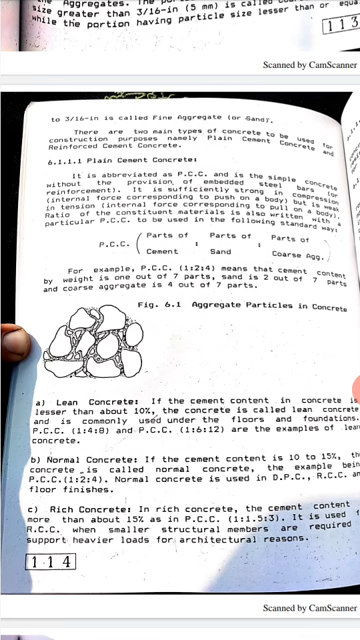 the Aggregates. The
size greater than 3/16-in (5 mm) is called
while the portion having particle size lesser than or
113
Scanned by CamScanner
to 3/16-in is called Fine Aggregate (or Sand).
There are two main types of concrete to be used for
construction purposes namely Plain Cement Concrete and
Reinforced Cement Concrete.
6.1.1.1 Plain Cement Concrete:
It is abbreviated as P.C.C. and is the simple concrete
without the provision of embedded steel bars (or
reinforcement). It is sufficiently strong in compression
(internal force corresponding to push on a body) but is weak
in tension (internal force corresponding to pull on a body).
Ratio of the constituent materials is also written with a
particular P.C.C. to be used in the following standard way:
P.C.C. ( Parts of Cement : Parts of Sand : Parts of Coarse Agg. )
For example, P.C.C. (1:2:4) means that cement content
by weight is one out of 7 parts, sand is 2 out of 7 parts
and coarse aggregate is 4 out of 7 parts.
Fig. 6.1 Aggregate Particles in Concrete
a) Lean Concrete: If the cement content in concrete is
lesser than about 10%, the concrete is called lean concrete
and is commonly used under the floors and foundations.
P.C.C. (1:4:8) and P.C.C. (1:6:12) are the examples of lean
concrete.
b) Normal Concrete: If the cement content is 10 to 15%, the
concrete is called normal concrete, the example bein
P.C.C.(1:2:4). Normal concrete is used in D.P.C., R.C.C. an
floor finishes.
c) Rich Concrete: In rich concrete, the cement content
more than about 15% as in P.C.C. (1:1.5:3). It is used f
R.C.C. when smaller structural members are required
support heavier loads for architectural reasons.
114
Scanned by CamScanner